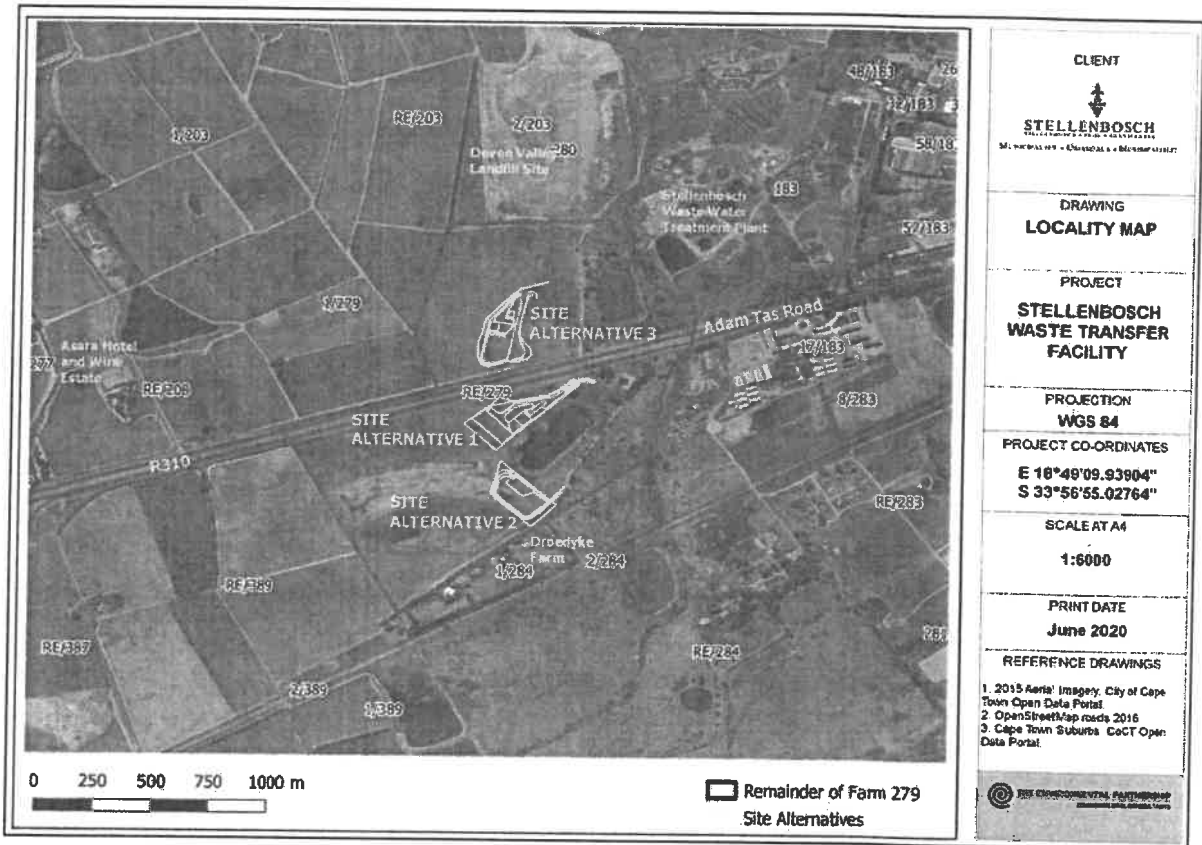 1/203
RE/203
2/203
280
Devon Valley
Landfill Site
48/183
26
12/183
3
58/18
183
Stellenbosch
Waste Water
Treatment Plant
52/183
1/279
SITE
ALTERNATIVE 3
Adam Tas Road
Asara Hotel
and Wine
Estate
RE/209
RE/279
17/183
8/283
SITE
ALTERNATIVE 1
R310
SITE
ALTERNATIVE 2
RE/283
Droedyke
Farm
1/284
2/284
RE/389
RE/387
RE/284
2/389
1/389
0 250 500 750 1000 m
Remainder of Farm 279
Site Alternatives
CLIENT
STELLENBOSCH
DRAWING
LOCALITY MAP
PROJECT
STELLENBOSCH
WASTE TRANSFER
FACILITY
PROJECTION
WGS 84
PROJECT CO-ORDINATES
E 18°49'09.93904"
S 33°56'55.02764"
SCALE AT A4
1:6000
PRINT DATE
June 2020
REFERENCE DRAWINGS
1. 2015 Aerial Imagery, City of Cape
Town Open Data Portal.
2. OpenStreetMap roads 2016
3. Cape Town Suburbs. CoCT Open
Data Portal.
THE ENVIRONMENTAL PARTNERSHIP